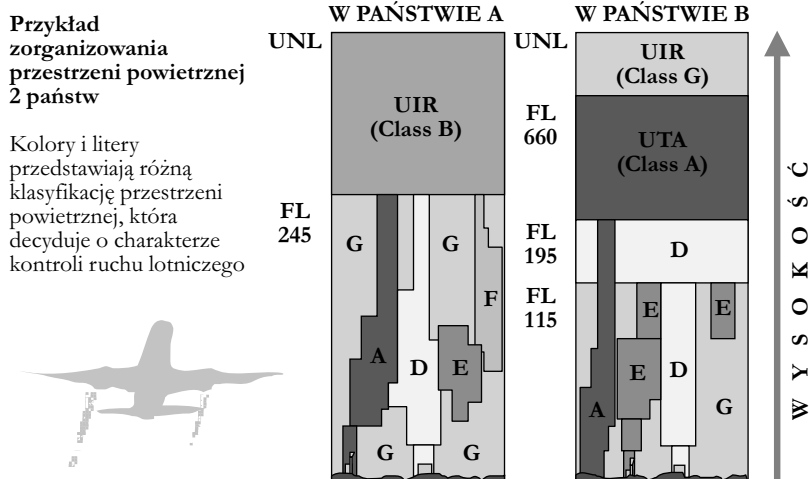 Przykład
zorganizowania
przestrzeni powietrznej
2 państw
Kolory i litery
przedstawiają różną
klasyfikację przestrzeni
powietrznej, która
decyduje o charakterze
kontroli ruchu lotniczego
W PAŃSTWIE A
UNL
UIR
(Class B)
FL
245
G
G
F
A
D
E
G
G
W PAŃSTWIE B
UNL
UIR
(Class G)
FL
660
UTA
(Class A)
FL
195
D
FL
115
E
E
E
D
A
G
WYSOKOŚĆ